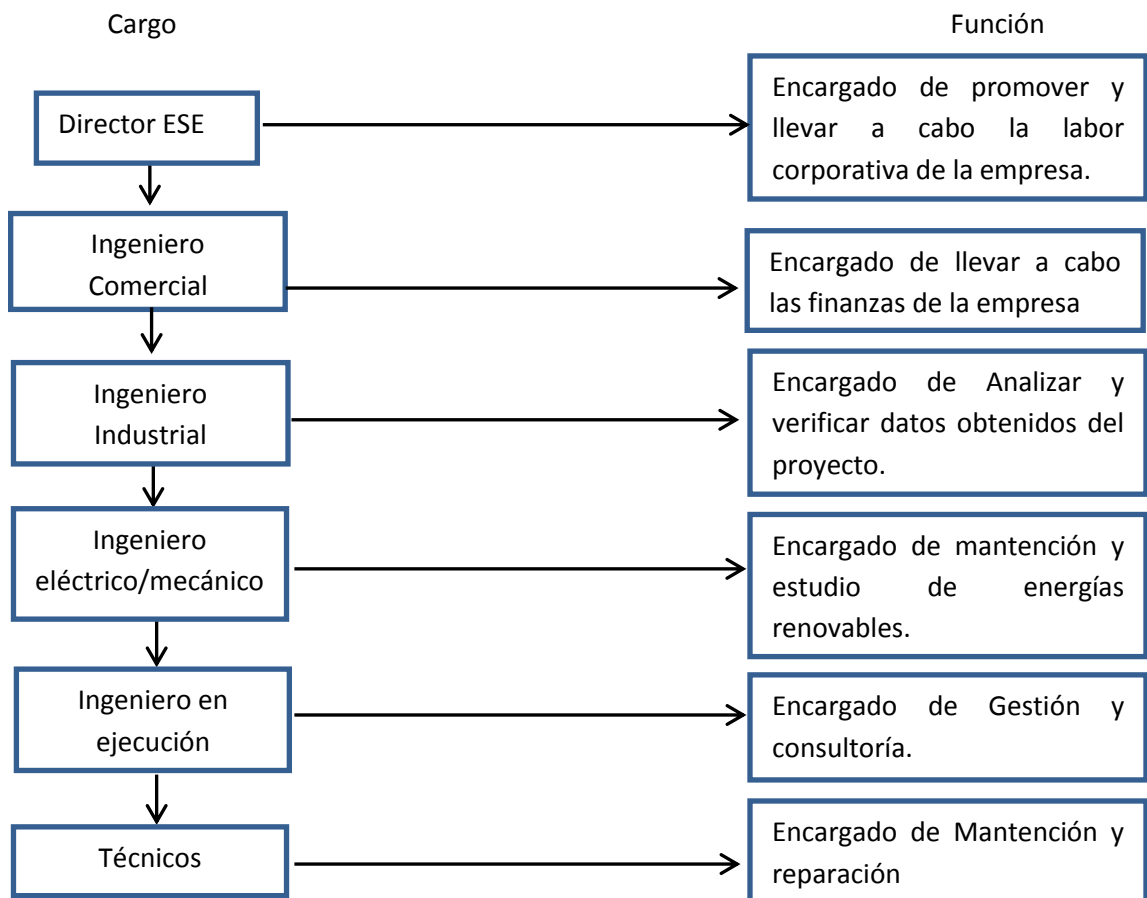 Cargo
Función
Director ESE
Encargado de promover y
llevar a cabo la labor
corporativa de la empresa.
Ingeniero
Comercial
Encargado de llevar a cabo
las finanzas de la empresa
Ingeniero
Industrial
Encargado de Analizar y
verificar datos obtenidos del
proyecto.
Ingeniero
eléctrico/mecánico
Encargado de mantención y
estudio de energías
renovables.
Ingeniero en
ejecución
Encargado de Gestión y
consultoría.
Técnicos
Encargado de Mantención y
reparación